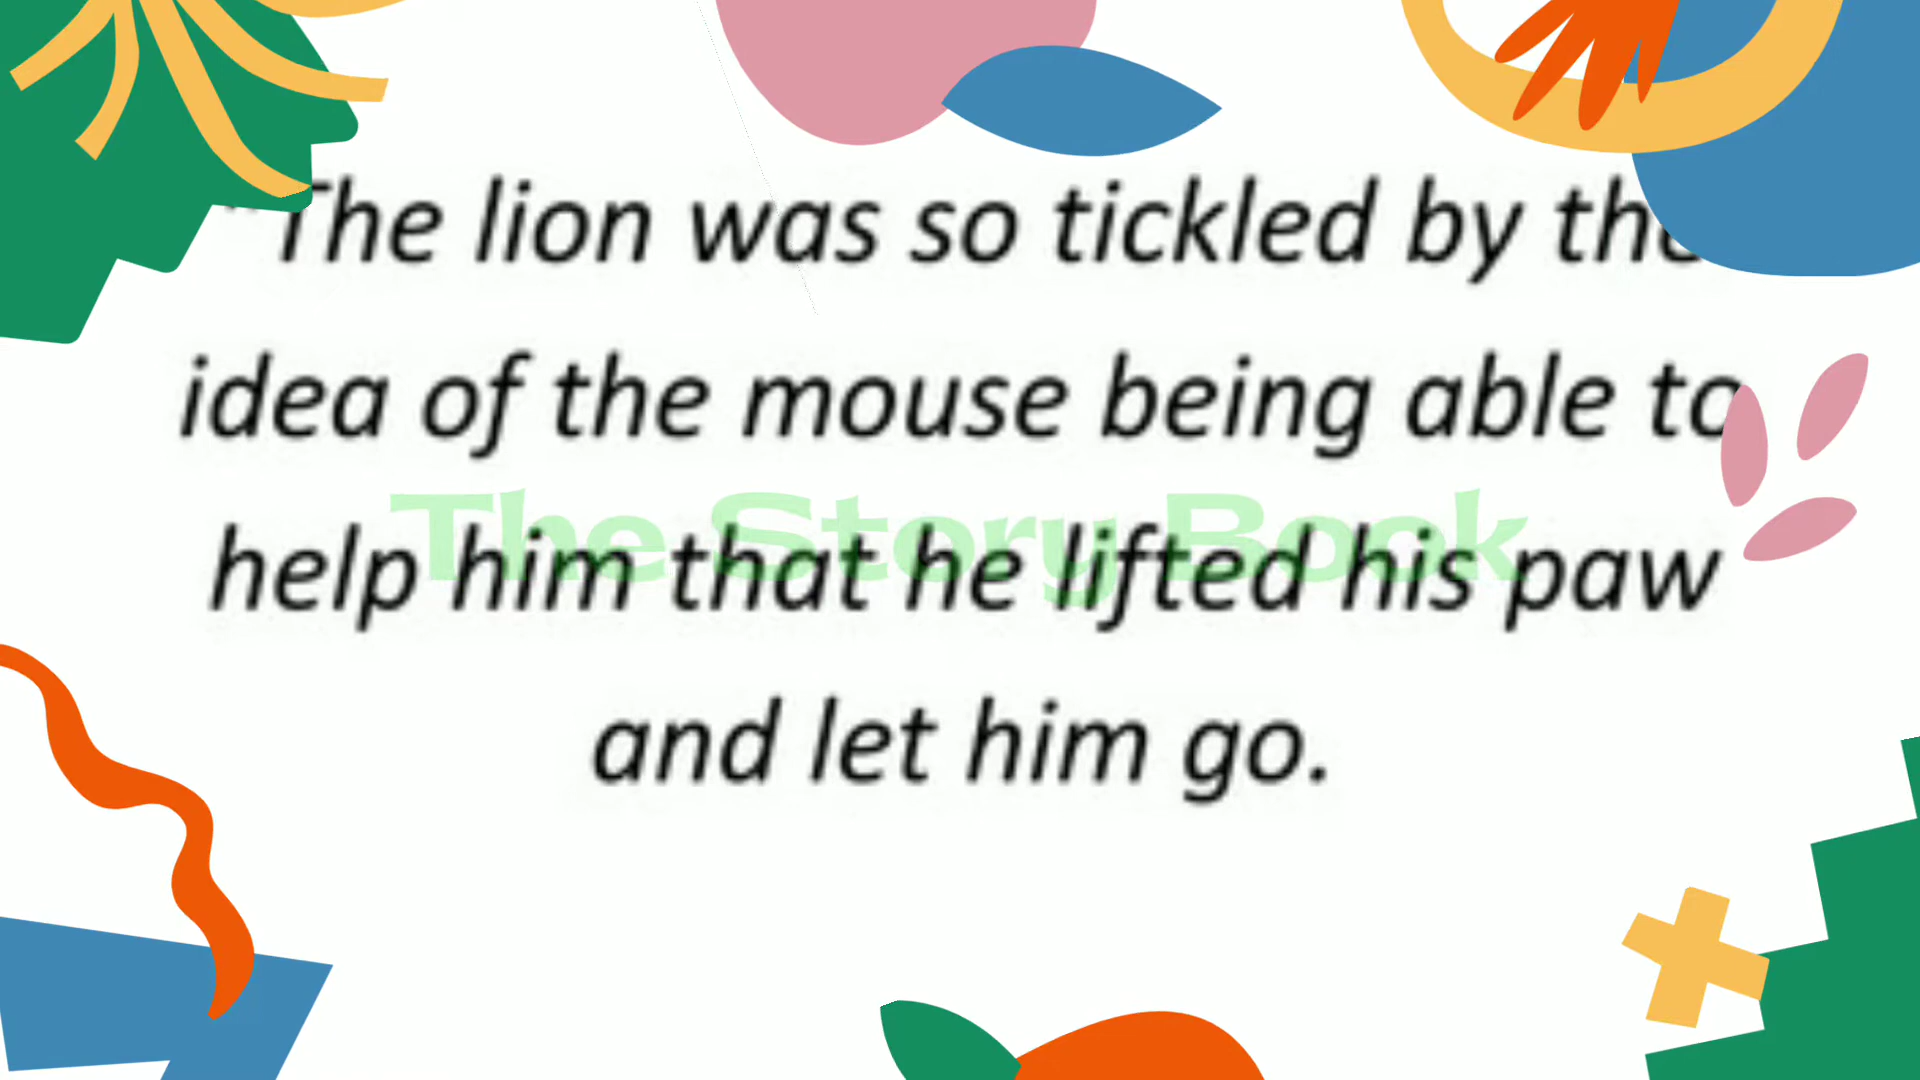 "The lion was so tickled by the
idea of the mouse being able to
The Story Book
help him that he lifted his paw
and let him go.